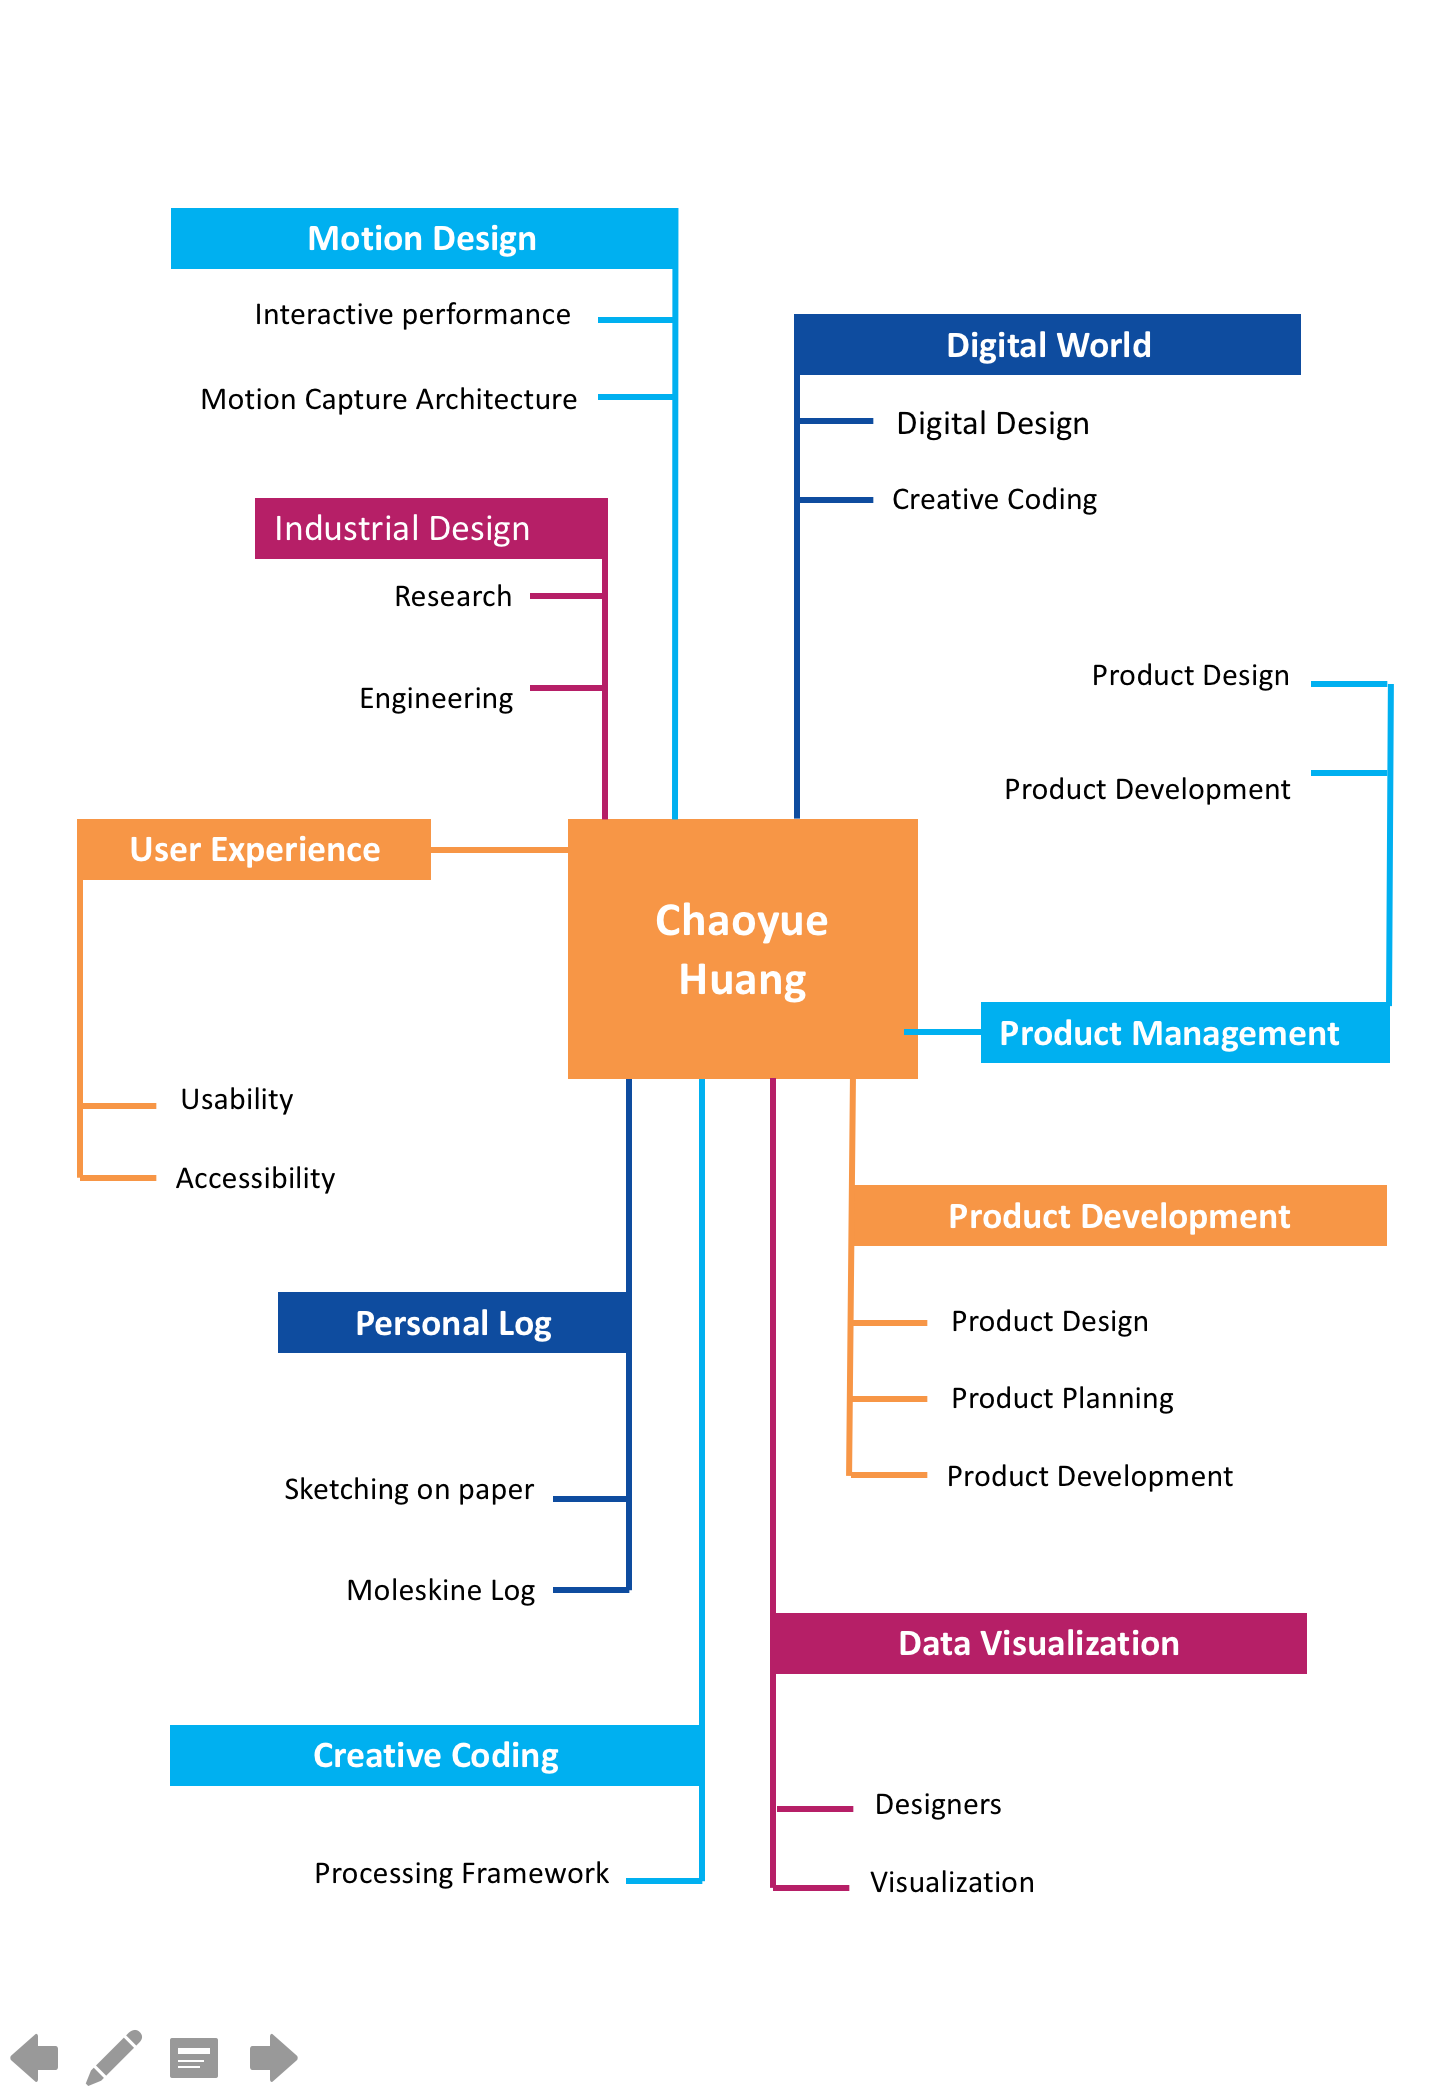 Motion Design
Interactive performance
Motion Capture Architecture
Industrial Design
Research
Engineering
Digital World
Digital Design
Creative Coding
Product Design
Product Development
User Experience
Usability
Accessibility
Chaoyue
Huang
Product Management
Product Development
Product Design
Product Planning
Product Development
Personal Log
Sketching on paper
Moleskine Log
Data Visualization
Designers
Visualization
Creative Coding
Processing Framework